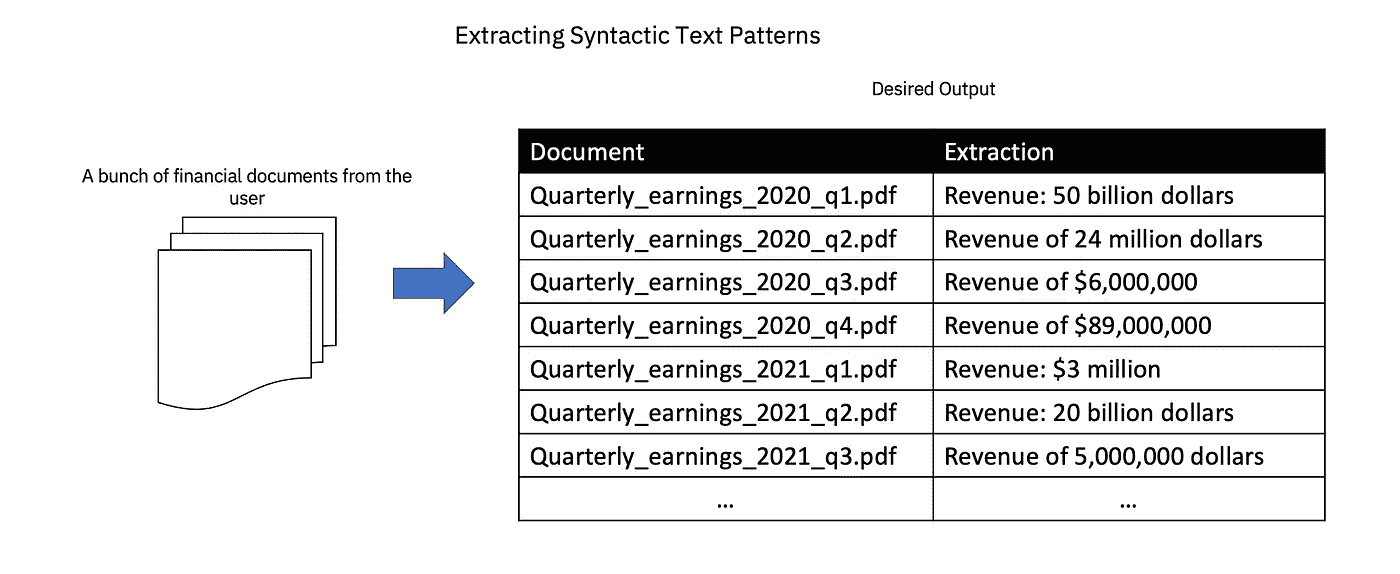 Extracting Syntactic Text Patterns
Desired Output
A bunch of financial documents from the
user
Document Extraction
Quarterly_earnings_2020_q1.pdf Revenue: 50 billion dollars
Quarterly_earnings_2020_q2.pdf Revenue of 24 million dollars
Quarterly_earnings_2020_q3.pdf Revenue of $6,000,000
Quarterly_earnings_2020_q4.pdf Revenue of $89,000,000
Quarterly_earnings_2021_q1.pdf Revenue: $3 million
Quarterly_earnings_2021_q2.pdf Revenue: 20 billion dollars
Quarterly_earnings_2021_q3.pdf Revenue of 5,000,000 dollars
... ...